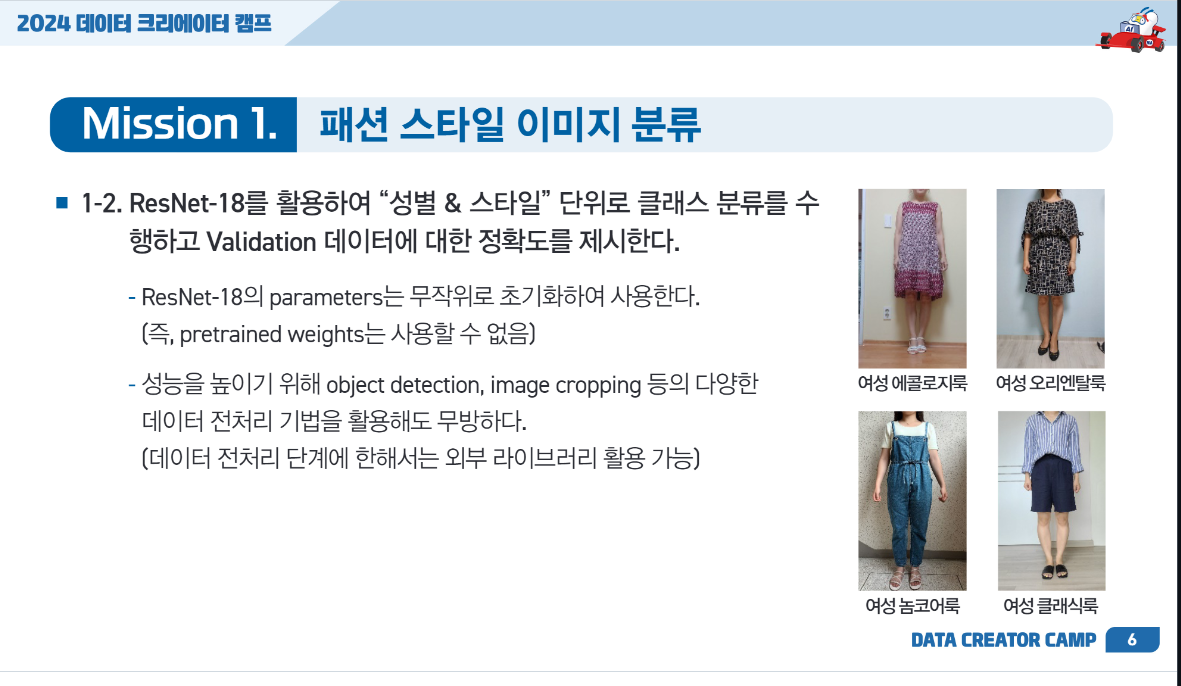 2024 데이터 크리에이터 캠프
Mission 1. 패션 스타일 이미지 분류
1-2. ResNet-18를 활용하여 “성별 & 스타일” 단위로 클래스 분류를 수
행하고 Validation 데이터에 대한 정확도를 제시한다.
- ResNet-18의 parameters는 무작위로 초기화하여 사용한다.
(즉, pretrained weights는 사용할 수 없음)
- 성능을 높이기 위해 object detection, image cropping 등의 다양한
데이터 전처리 기법을 활용해도 무방하다.
(데이터 전처리 단계에 한해서는 외부 라이브러리 활용 가능)
여성 에콜로지룩
여성 오리엔탈룩
여성 놈코어룩
여성 클래식룩
DATA CREATOR CAMP 6